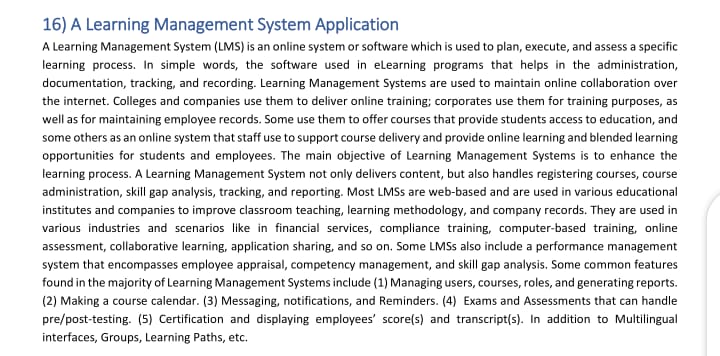 16) A Learning Management System Application
A Learning Management System (LMS) is an online system or software which is used to plan, execute, and assess a specific
learning process. In simple words, the software used in eLearning programs that helps in the administration,
documentation, tracking, and recording. Learning Management Systems are used to maintain online collaboration over
the internet. Colleges and companies use them to deliver online training; corporates use them for training purposes, as
well as for maintaining employee records. Some use them to offer courses that provide students access to education, and
some others as an online system that staff use to support course delivery and provide online learning and blended learning
opportunities for students and employees. The main objective of Learning Management Systems is to enhance the
learning process. A Learning Management System not only delivers content, but also handles registering courses, course
administration, skill gap analysis, tracking, and reporting. Most LMSs are web-based and are used in various educational
institutes and companies to improve classroom teaching, learning methodology, and company records. They are used in
various industries and scenarios like in financial services, compliance training, computer-based training, online
assessment, collaborative learning, application sharing, and so on. Some LMSs also include a performance management
system that encompasses employee appraisal, competency management, and skill gap analysis. Some common features
found in the majority of Learning Management Systems include (1) Managing users, courses, roles, and generating reports.
(2) Making a course calendar. (3) Messaging, notifications, and Reminders. (4) Exams and Assessments that can handle
pre/post-testing. (5) Certification and displaying employees' score(s) and transcript(s). In addition to Multilingual
interfaces, Groups, Learning Paths, etc.